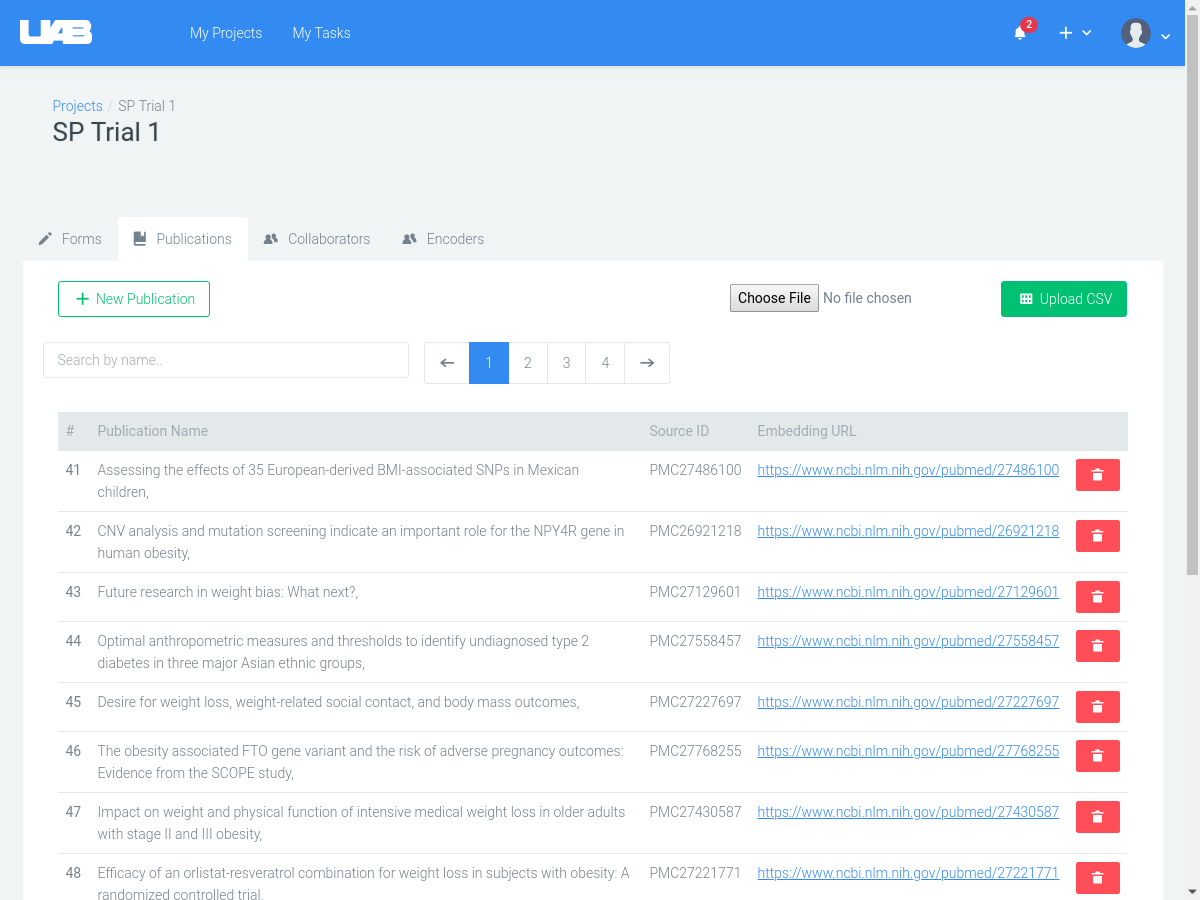 UAB
My Projects
My Tasks
2
Projects / SP Trial 1
SP Trial 1
Forms
Publications
Collaborators
Encoders
New Publication
Choose File No file chosen
Upload CSV
Search by name..
1
2
3
4
# Publication Name Source ID Embedding URL
41 Assessing the effects of 35 European-derived BMI-associated SNPs in Mexican PMC27486100 https://www.ncbi.nlm.nih.gov/pubmed/27486100
children,
42 CNV analysis and mutation screening indicate an important role for the NPY4R gene in PMC26921218 https://www.ncbi.nlm.nih.gov/pubmed/26921218
human obesity,
43 Future research in weight bias: What next?, PMC27129601 https://www.ncbi.nlm.nih.gov/pubmed/27129601
44 Optimal anthropometric measures and thresholds to identify undiagnosed type 2 PMC27558457 https://www.ncbi.nlm.nih.gov/pubmed/27558457
diabetes in three major Asian ethnic groups,
45 Desire for weight loss, weight-related social contact, and body mass outcomes, PMC27227697 https://www.ncbi.nlm.nih.gov/pubmed/27227697
46 The obesity associated FTO gene variant and the risk of adverse pregnancy outcomes: PMC27768255 https://www.ncbi.nlm.nih.gov/pubmed/27768255
Evidence from the SCOPE study,
47 Impact on weight and physical function of intensive medical weight loss in older adults PMC27430587 https://www.ncbi.nlm.nih.gov/pubmed/27430587
with stage II and III obesity,
48 Efficacy of an orlistat-resveratrol combination for weight loss in subjects with obesity: A PMC27221771 https://www.ncbi.nlm.nih.gov/pubmed/27221771
randomized controlled trial,